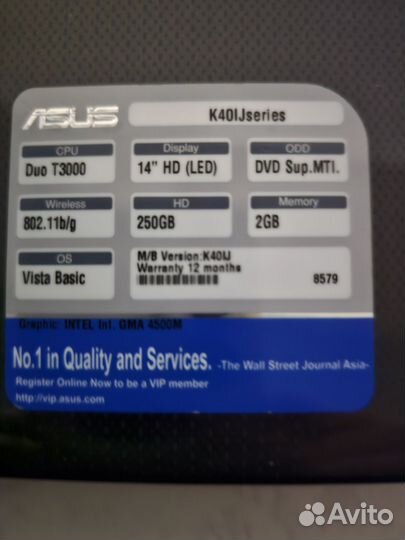 ASUS
K40IJseries
CPU
Duo T3000
Display
14" HD (LED)
ODD
DVD Sup.MTI.
Wireless
802.11b/g
HD
250GB
Memory
2GB
OS
Vista Basic
M/B Version:K40IJ
Warranty 12 months
8579
Graphic: INTEL Int. GMA 4500M
No.1 in Quality and Services. -The Wall Street Journal Asia-
Register Online Now to be a VIP member
http://vip.asus.com
Avito